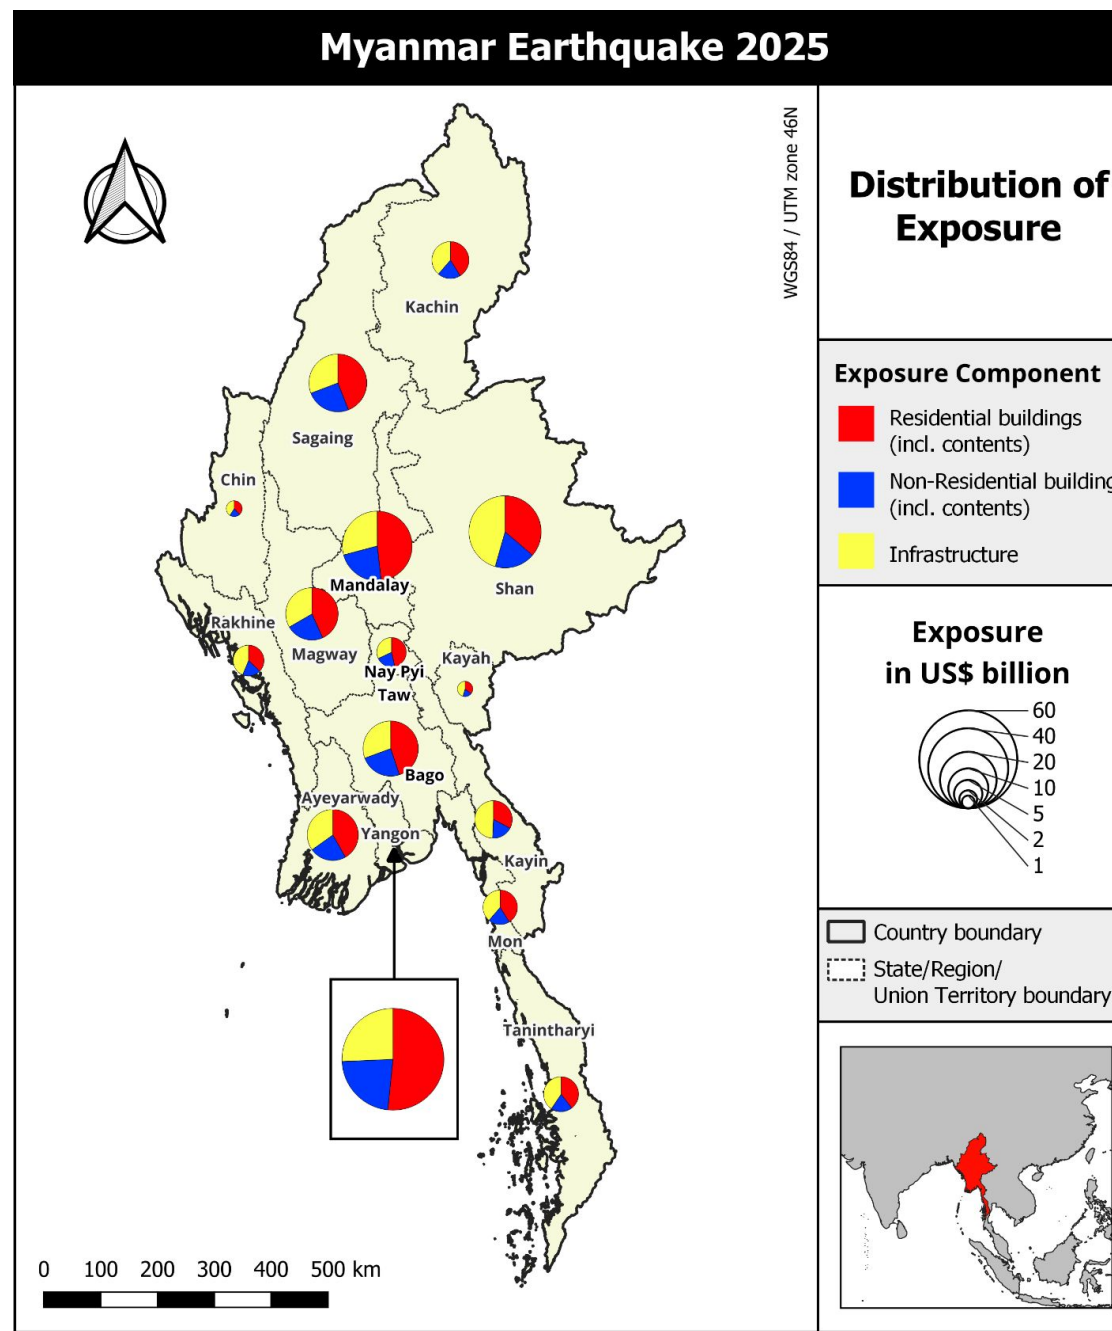 Myanmar Earthquake 2025
WGS84 / UTM zone 46N
Kachin
Sagaing
Chin
Mandalay
Shan
Rakhine
Magway
Nay Pyi
Taw
Kayah
Bago
Ayeyarwady
Yangon
Kayin
Mon
Tanintharyi
0 100 200 300 400 500 km
Distribution of
Exposure
Exposure Component
Residential buildings
(incl. contents)
Non-Residential building
(incl. contents)
Infrastructure
Exposure
in US$ billion
60
40
20
10
5
2
1
Country boundary
State/Region/
Union Territory boundary